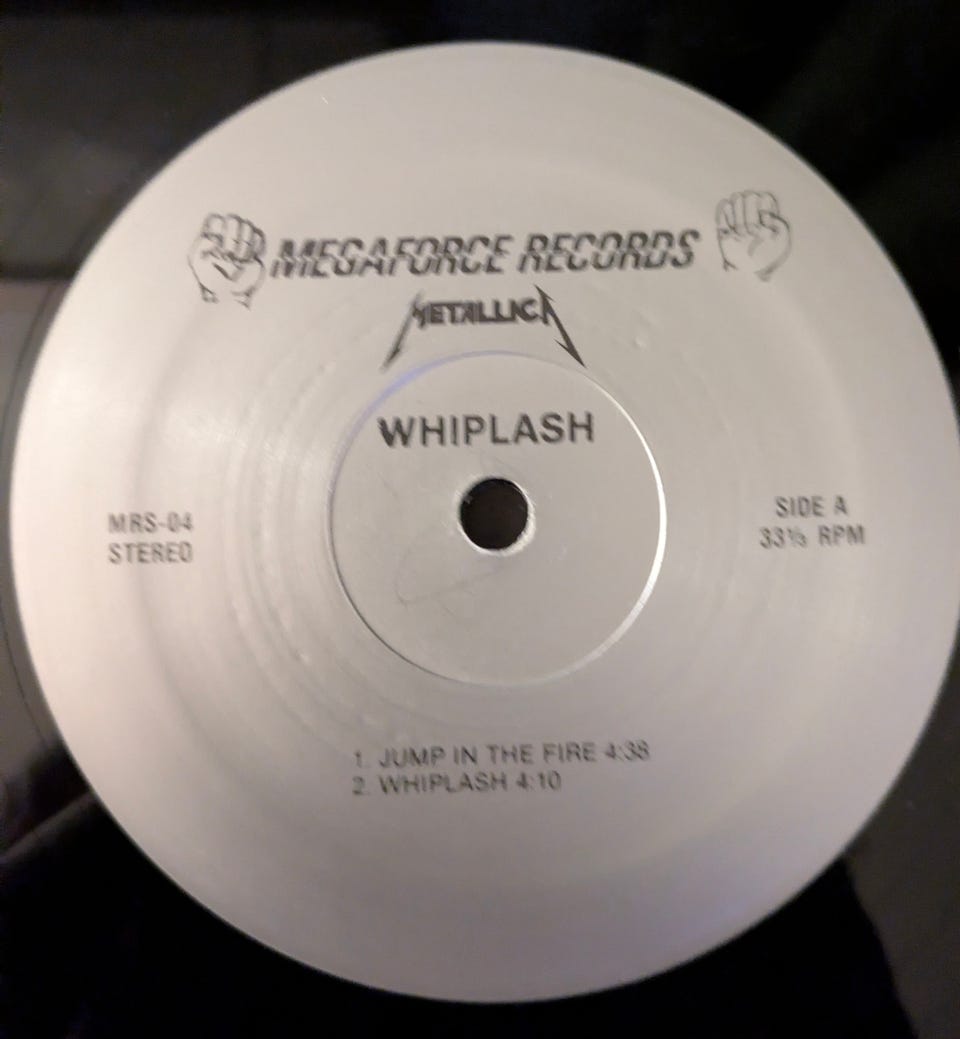 MEGAFORCE RECORDS
METALLICA
WHIPLASH
MRS-04
STEREO
SIDE A
33⅓ RPM
1. JUMP IN THE FIRE 4:38
2. WHIPLASH 4:10